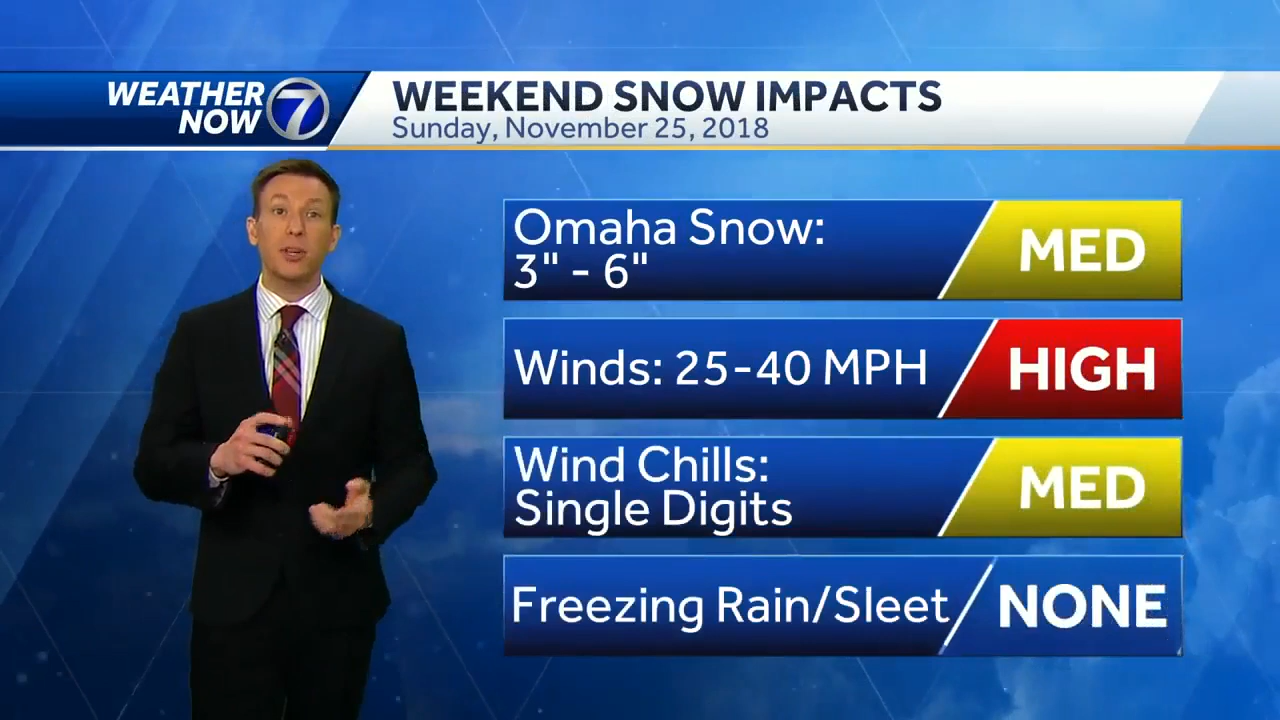 WEATHER
NOW 7
WEEKEND SNOW IMPACTS
Sunday, November 25, 2018
Omaha Snow:
3" - 6"
MED
Winds: 25-40 MPH
HIGH
Wind Chills:
Single Digits
MED
Freezing Rain/Sleet
NONE